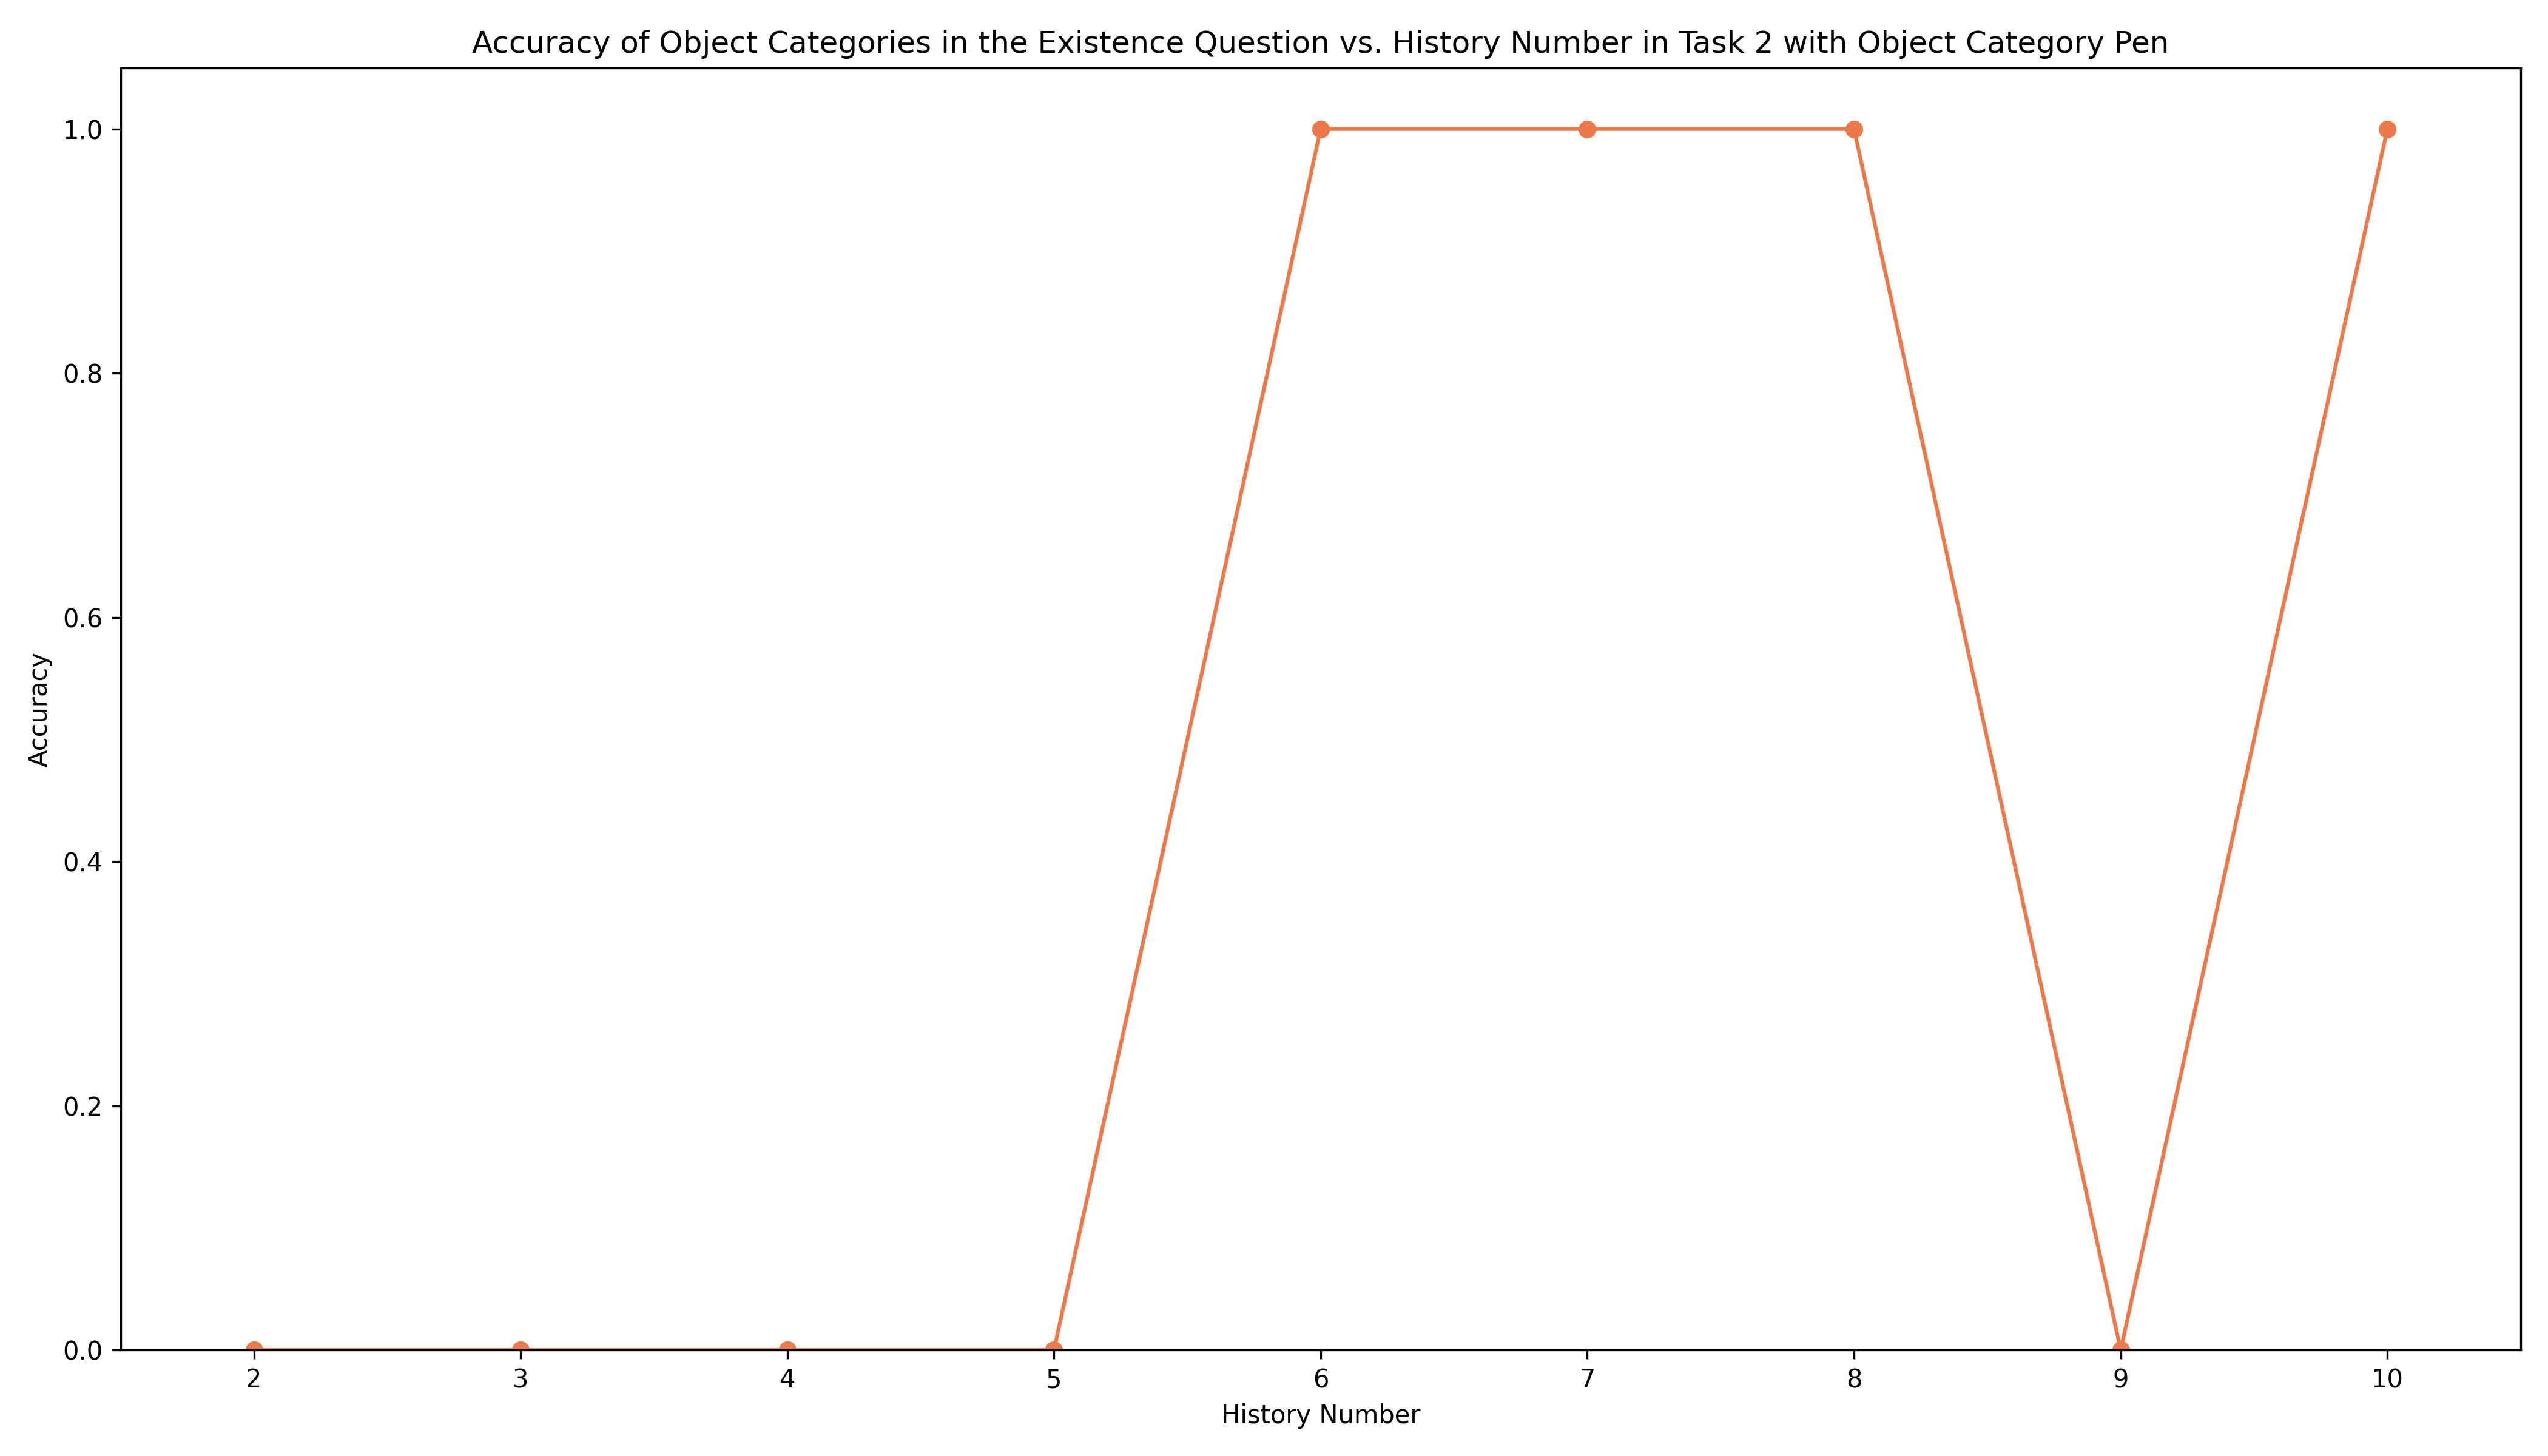 Accuracy of Object Categories in the Existence Question vs. History Number in Task 2 with Object Category Pen
1.0
0.8
0.6
0.4
0.2
0.0
Accuracy
2 3 4 5 6 7 8 9 10
History Number